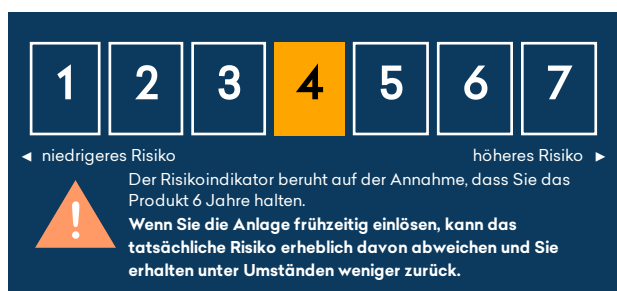 1 2 3 4 5 6 7
◄ niedrigeres Risiko höheres Risiko ►
Der Risikoindikator beruht auf der Annahme, dass Sie das
Produkt 6 Jahre halten.
Wenn Sie die Anlage frühzeitig einlösen, kann das
tatsächliche Risiko erheblich davon abweichen und Sie
erhalten unter Umständen weniger zurück.